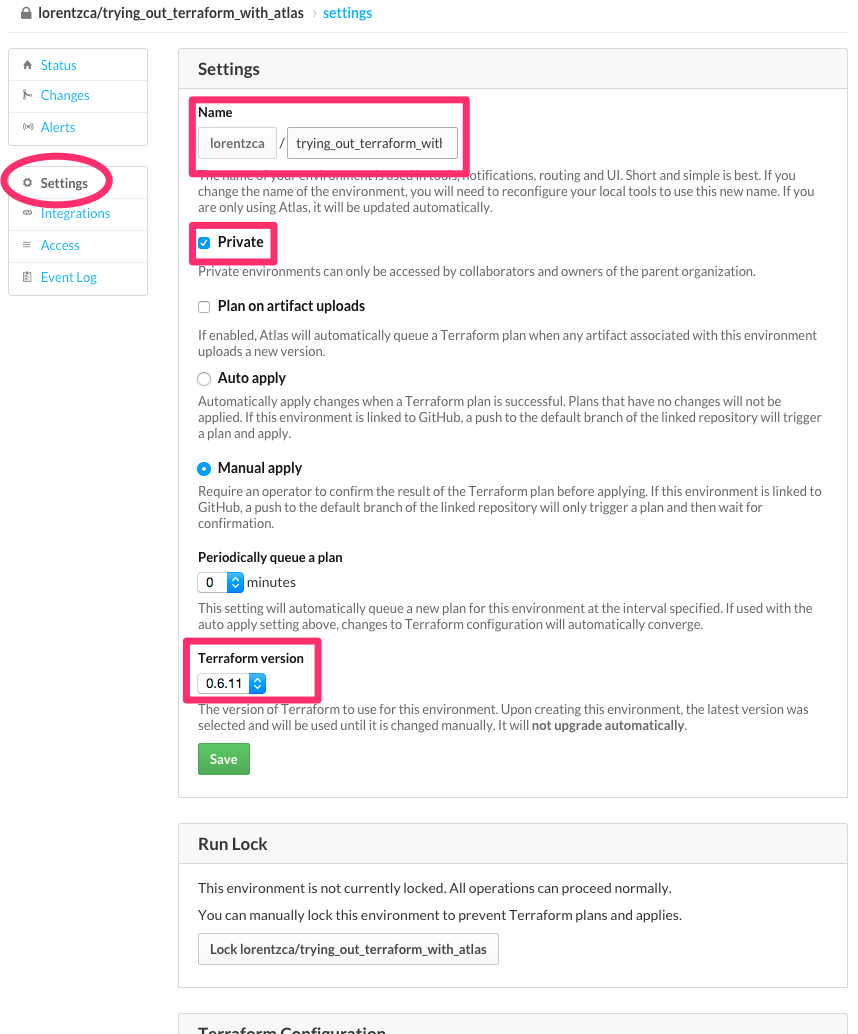 lorentzca/trying_out_terraform_with_atlas › settings
Status
Changes
Alerts
Settings
Integrations
Access
Event Log
Settings
Name
lorentzca / trying_out_terraform_with
The name of your environment is used in tools, notifications, routing and UI. Short and simple is best. If you
change the name of the environment, you will need to reconfigure your local tools to use this new name. If you
are only using Atlas, it will be updated automatically.
Private
Private environments can only be accessed by collaborators and owners of the parent organization.
Plan on artifact uploads
If enabled, Atlas will automatically queue a Terraform plan when any artifact associated with this environment
uploads a new version.
Auto apply
Automatically apply changes when a Terraform plan is successful. Plans that have no changes will not be
applied. If this environment is linked to GitHub, a push to the default branch of the linked repository will trigger
a plan and apply.
Manual apply
Require an operator to confirm the result of the Terraform plan before applying. If this environment is linked to
GitHub, a push to the default branch of the linked repository will only trigger a plan and then wait for
confirmation.
Periodically queue a plan
0 minutes
This setting will automatically queue a new plan for this environment at the interval specified. If used with the
auto apply setting above, changes to Terraform configuration will automatically converge.
Terraform version
0.6.11
The version of Terraform to use for this environment. Upon creating this environment, the latest version was
selected and will be used until it is changed manually. It will not upgrade automatically.
Save
Run Lock
This environment is not currently locked. All operations can proceed normally.
You can manually lock this environment to prevent Terraform plans and applies.
Lock lorentzca/trying_out_terraform_with_atlas
Terraform Configuration